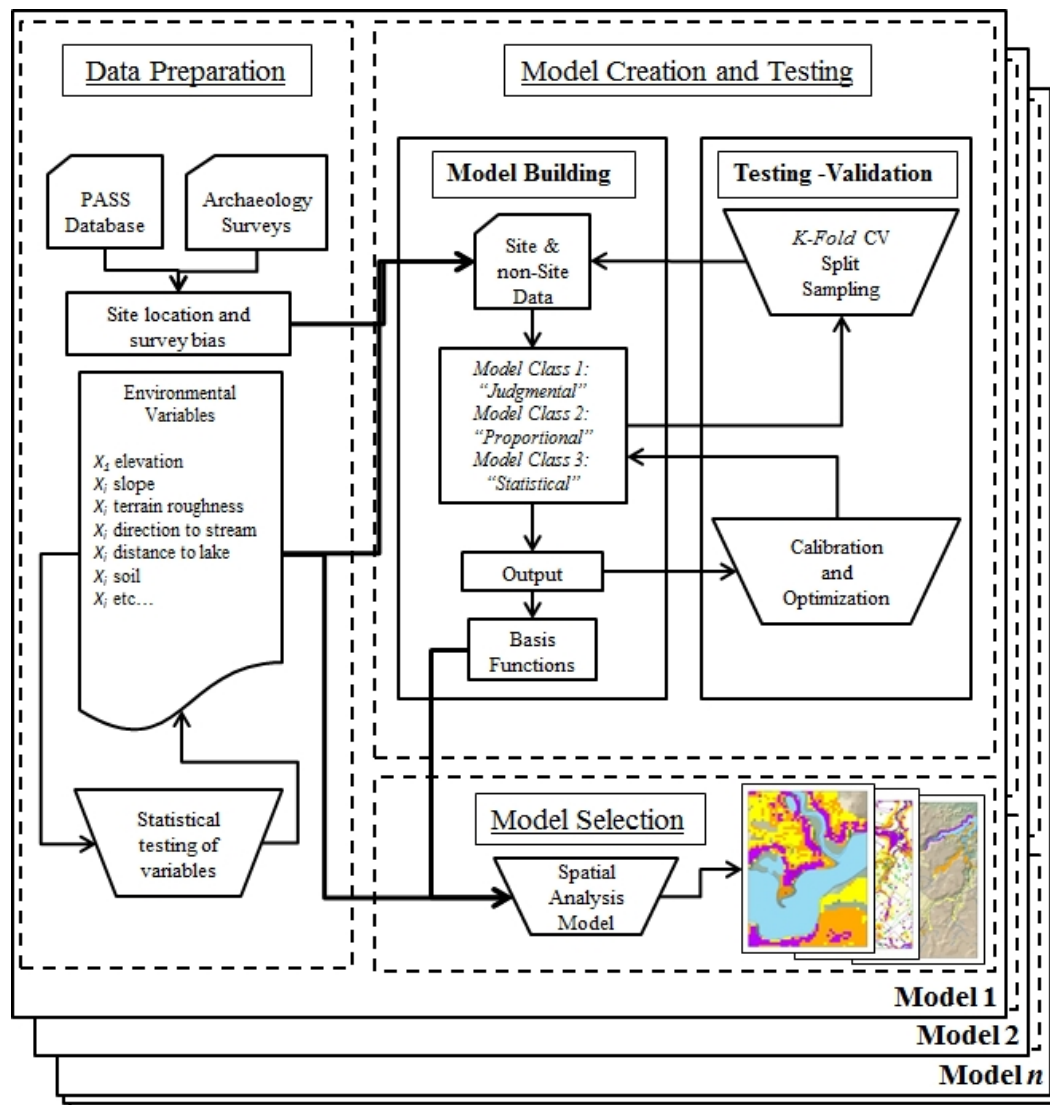 Data Preparation
PASS
Database
Archaeology
Surveys
Site location and
survey bias
Environmental
Variables
X₁ elevation
Xᵢ slope
Xᵢ terrain roughness
Xᵢ direction to stream
Xᵢ distance to lake
Xᵢ soil
Xᵢ etc…
Statistical
testing of
variables
Model Creation and Testing
Model Building
Site &
non-Site
Data
Model Class 1:
“Judgmental”
Model Class 2:
“Proportional”
Model Class 3:
“Statistical”
Output
Basis
Functions
Testing -Validation
K-Fold CV
Split
Sampling
Calibration
and
Optimization
Model Selection
Spatial
Analysis
Model
Model 1
Model 2
Model n